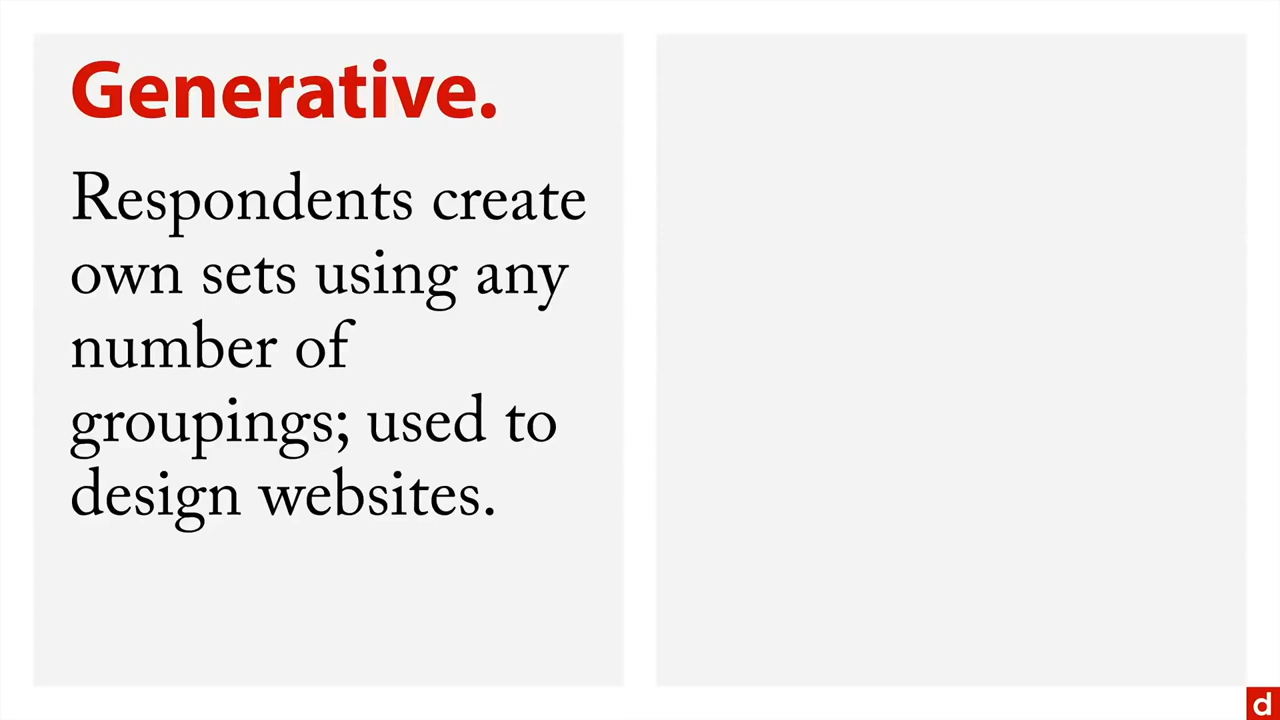 Generative.
Respondents create
own sets using any
number of
groupings; used to
design websites.
d